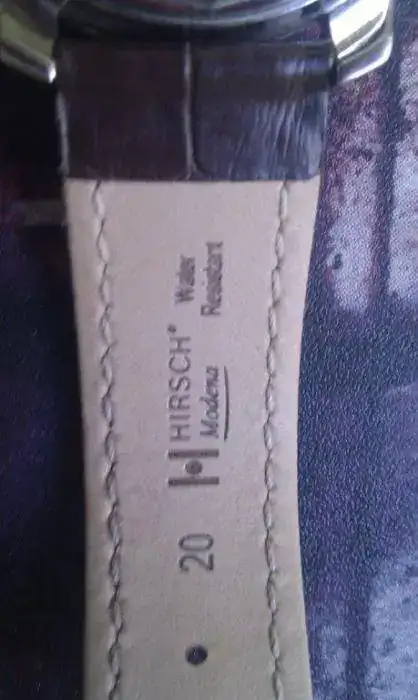 20
HIRSCH®
Modena
Water
Resistant